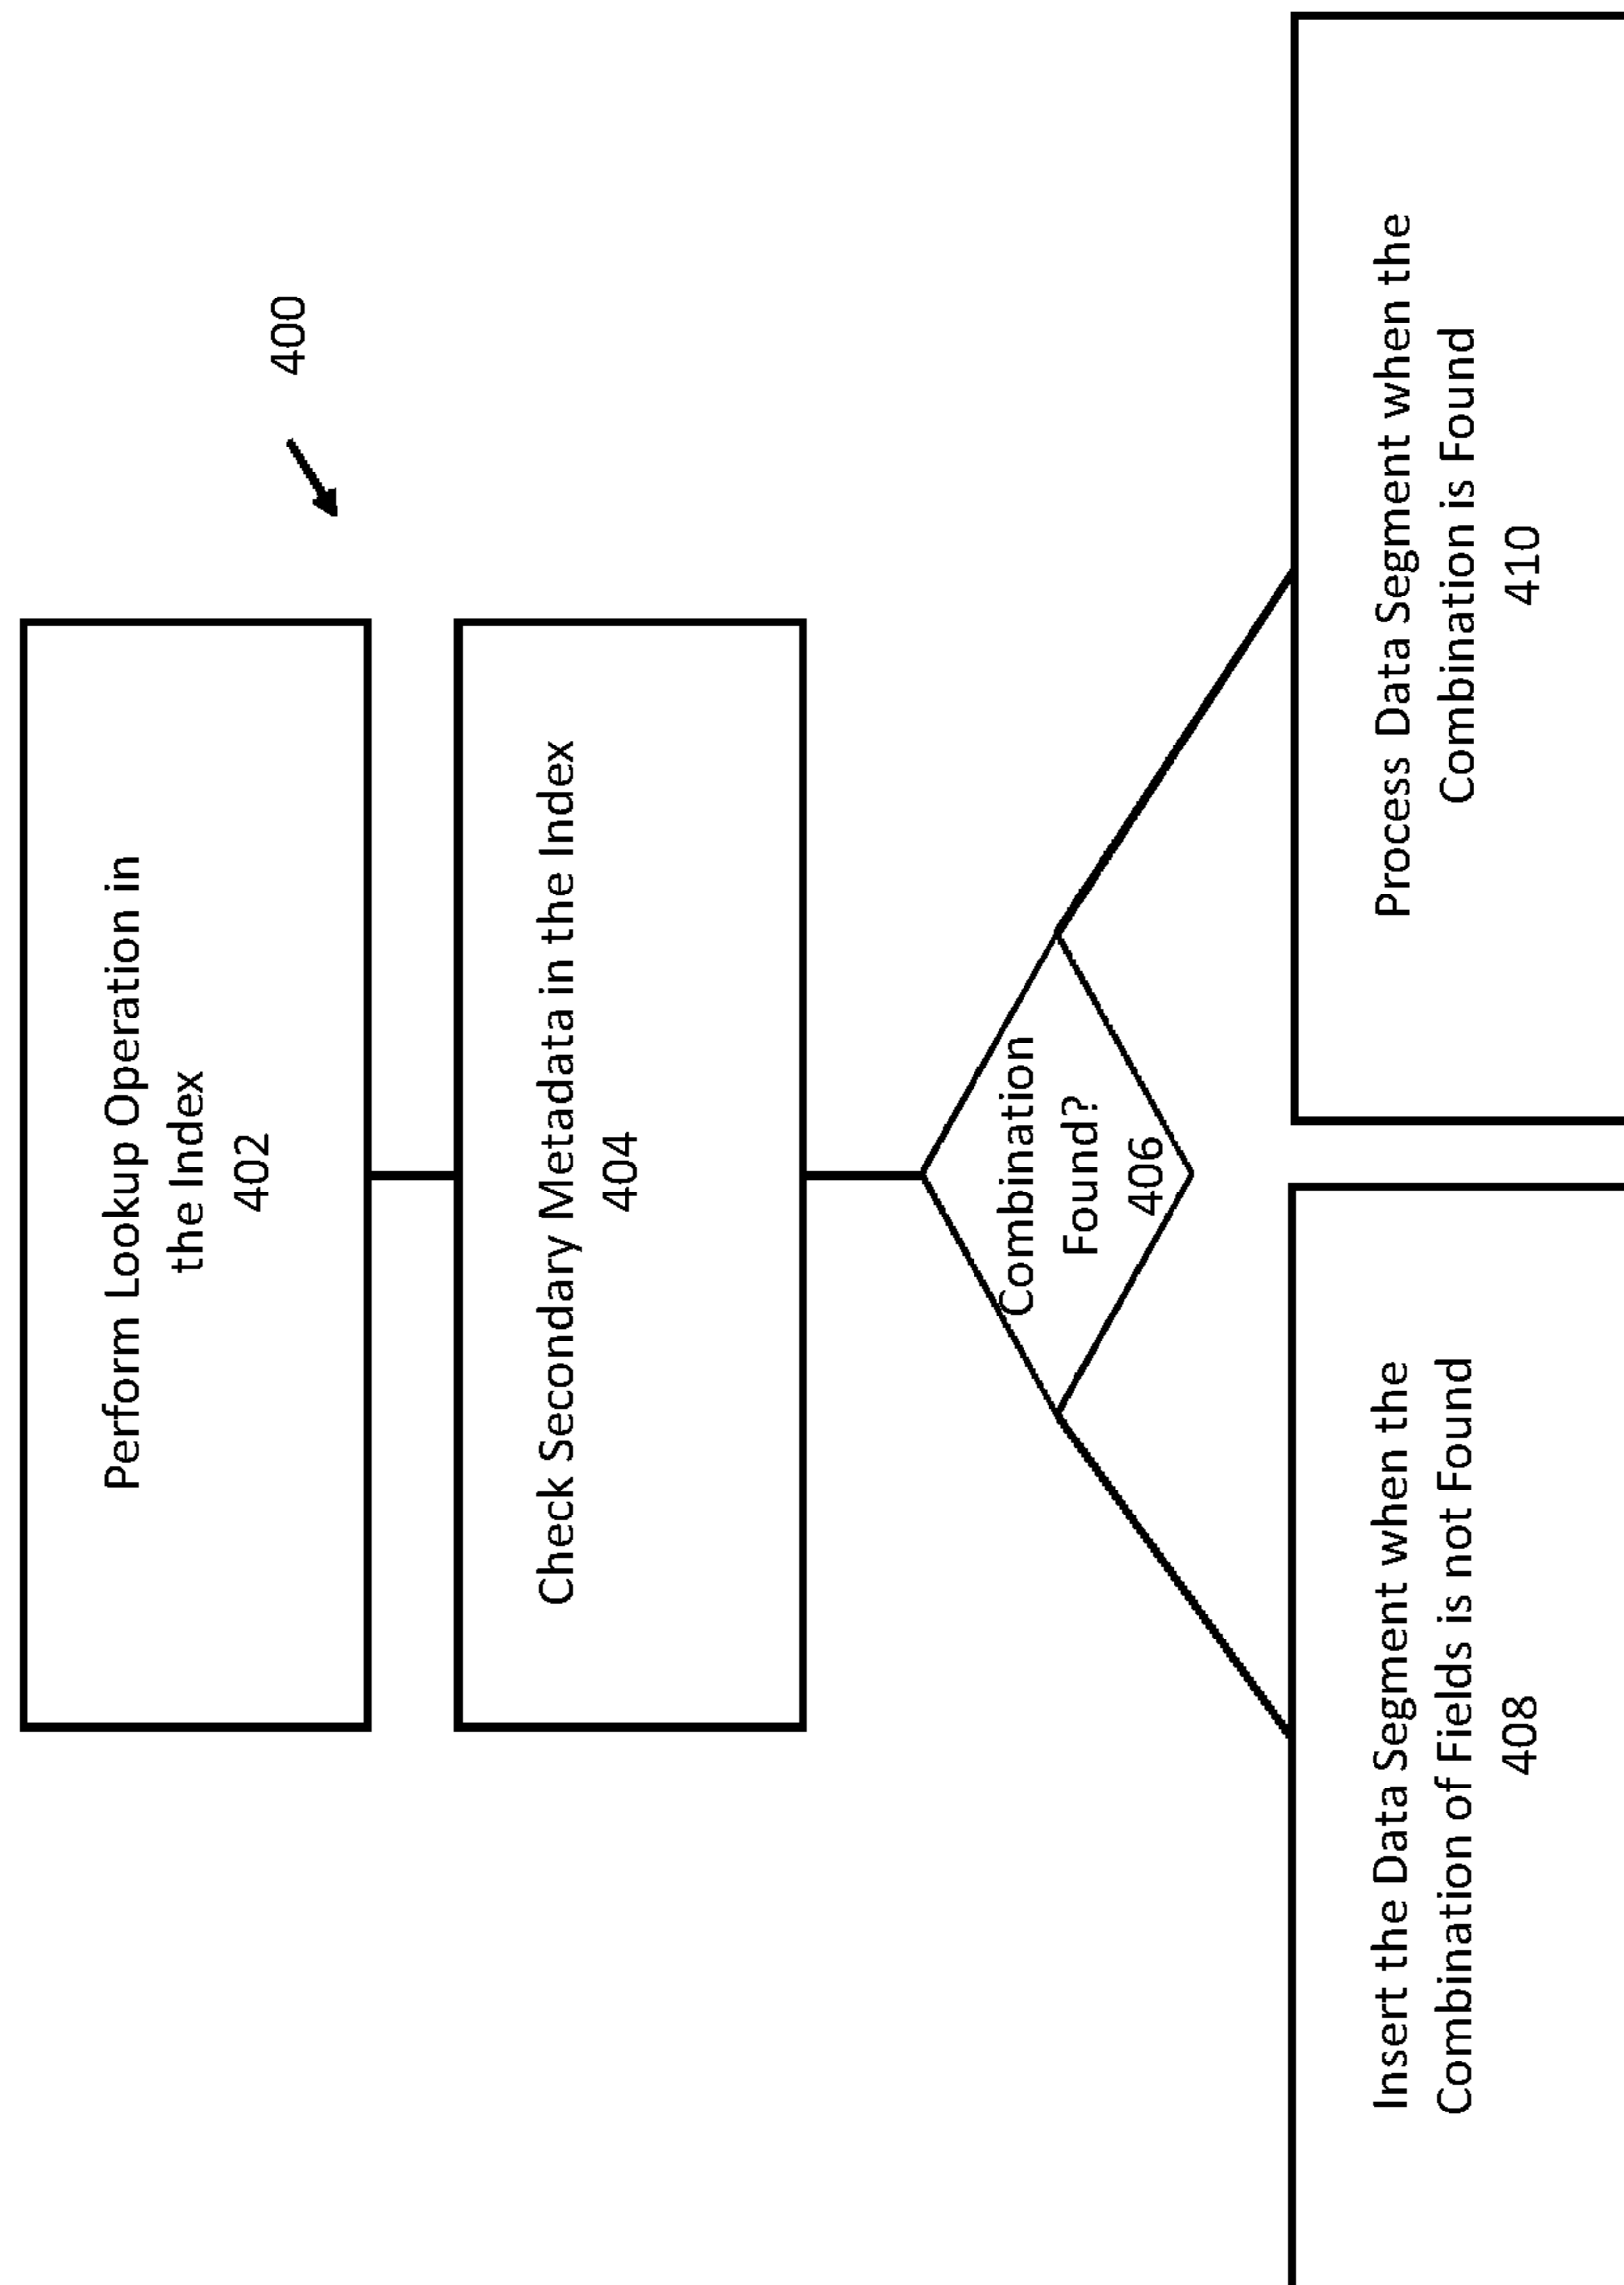 400
Perform Lookup Operation in
the Index
402
Check Secondary Metadata in the Index
404
Combination
Found?
406
Insert the Data Segment when the
Combination of Fields is not Found
408
Process Data Segment when the
Combination is Found
410